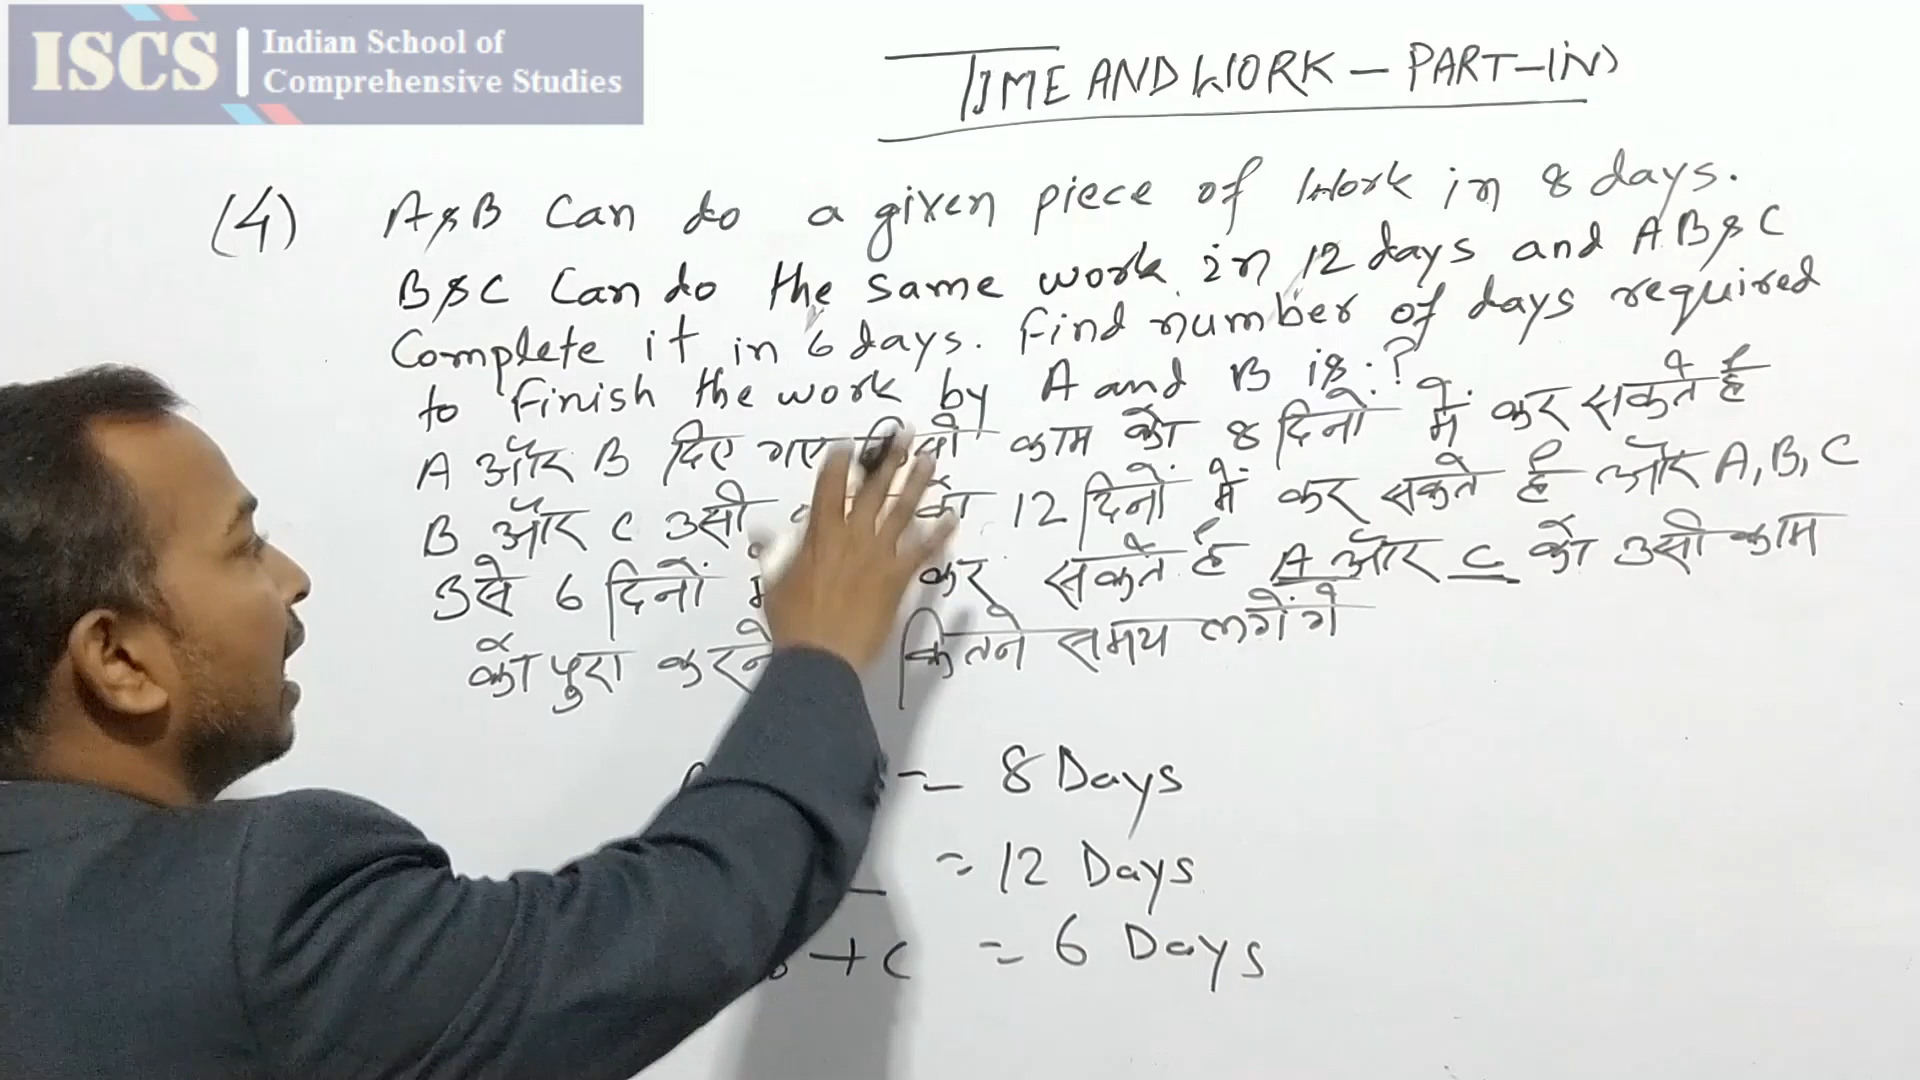 ISCS
Indian School of
Comprehensive Studies
TIME AND WORK - PART-IN)
(4) A&B Can do a given piece of Work in 8 days.
B&C Can do the same work in 12 days and AB&C
Complete it in 6 days. Find number of days required
to Finish the work by A and B is:?
A और B दिए गए काम को 8 दिनों में कर सकते है
B और C उसी को 12 दिनों में कर सकते है और A, B, C
उसे 6 दिनों कर सकते है A और C को उसी काम
को पुरा करने कितने समय लगेंगे
= 8 Days
= 12 Days
+C = 6 Days